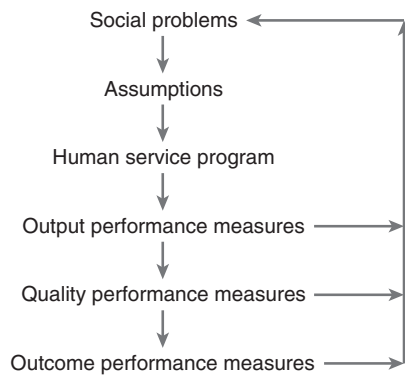 Social problems
Assumptions
Human service program
Output performance measures
Quality performance measures
Outcome performance measures